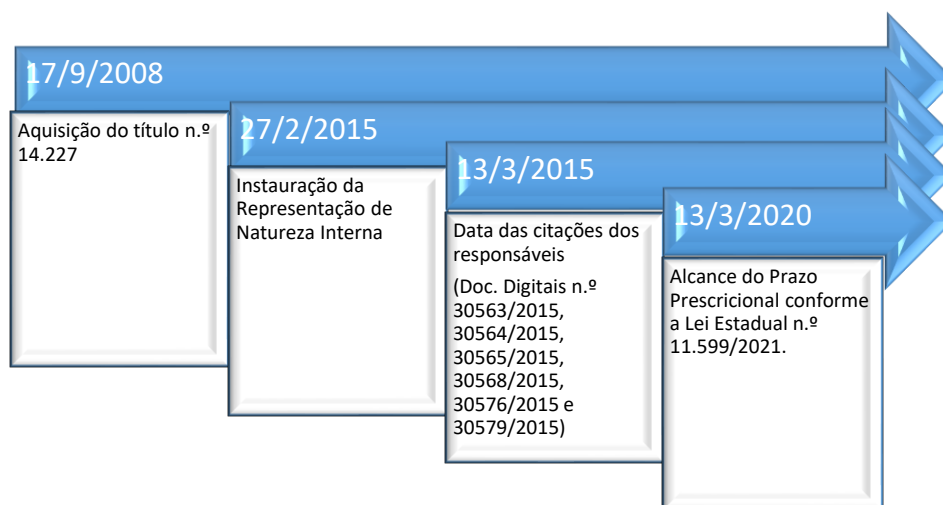 17/9/2008
Aquisição do título n.º
14.227
27/2/2015
Instauração da
Representação de
Natureza Interna
13/3/2015
Data das citações dos
responsáveis
(Doc. Digitais n.º
30563/2015,
30564/2015,
30565/2015,
30568/2015,
30576/2015 e
30579/2015)
13/3/2020
Alcance do Prazo
Prescricional conforme
a Lei Estadual n.º
11.599/2021.